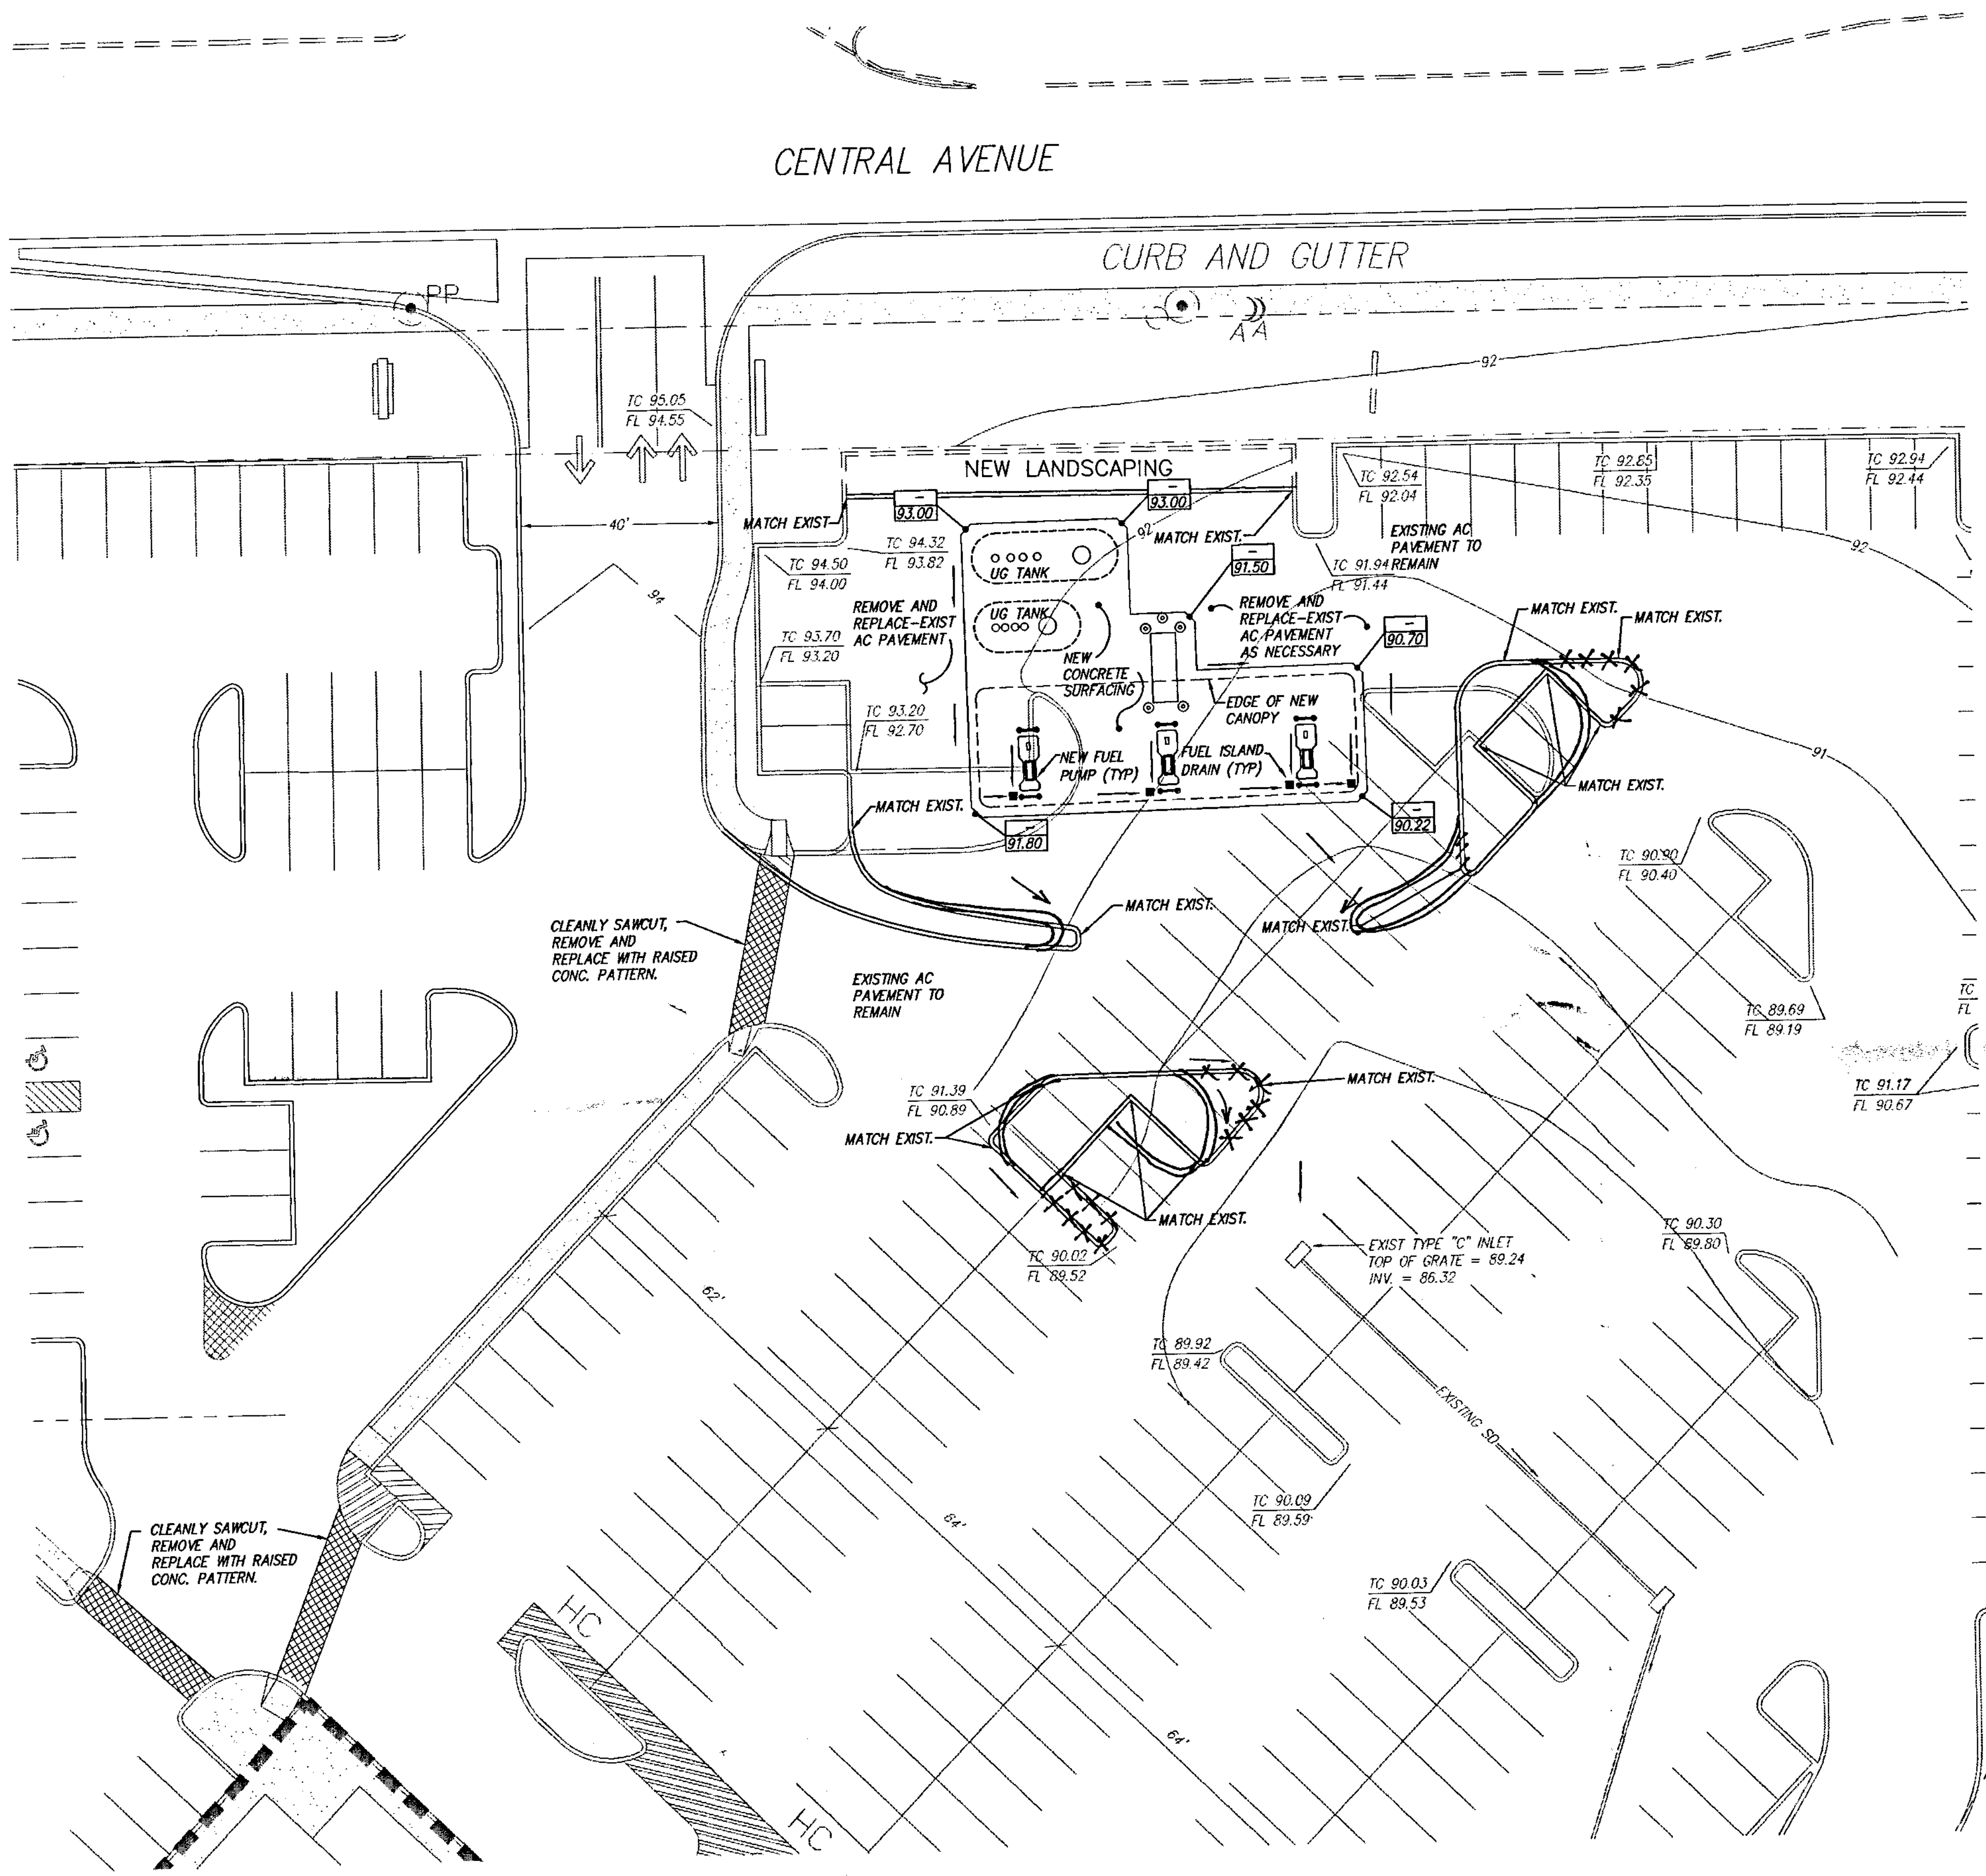 CENTRAL AVENUE
CURB AND GUTTER
PP
AA
92
TC 95.05
FL 94.55
NEW LANDSCAPING
TC 92.54
FL 92.04
TC 92.85
FL 92.35
TC 92.94
FL 92.44
40'
MATCH EXIST.
93.00
93.00
92
MATCH EXIST.
EXISTING AC
PAVEMENT TO
REMAIN
92
TC 94.32
FL 93.82
TC 94.50
FL 94.00
UG TANK
91.50
TC 91.94
FL 91.44
94
REMOVE AND
REPLACE-EXIST
AC PAVEMENT
UG TANK
REMOVE AND
REPLACE-EXIST
AC PAVEMENT
AS NECESSARY
90.70
MATCH EXIST.
MATCH EXIST.
TC 93.70
FL 93.20
NEW
CONCRETE
SURFACING
EDGE OF NEW
CANOPY
TC 93.20
FL 92.70
NEW FUEL
PUMP (TYP)
FUEL ISLAND
DRAIN (TYP)
91
MATCH EXIST.
MATCH EXIST.
91.80
90.22
TC 90.90
FL 90.40
CLEANLY SAWCUT,
REMOVE AND
REPLACE WITH RAISED
CONC. PATTERN.
MATCH EXIST.
MATCH EXIST.
EXISTING AC
PAVEMENT TO
REMAIN
TC 89.69
FL 89.19
TC
FL
TC 91.39
FL 90.89
MATCH EXIST.
TC 91.17
FL 90.67
MATCH EXIST.
MATCH EXIST.
TC 90.02
FL 89.52
EXIST TYPE "C" INLET
TOP OF GRATE = 89.24
INV. = 86.32
TC 90.30
FL 89.80
62'
TC 89.92
FL 89.42
EXISTING SD
TC 90.09
FL 89.59
64'
CLEANLY SAWCUT,
REMOVE AND
REPLACE WITH RAISED
CONC. PATTERN.
TC 90.03
FL 89.53
HC
64'
HC